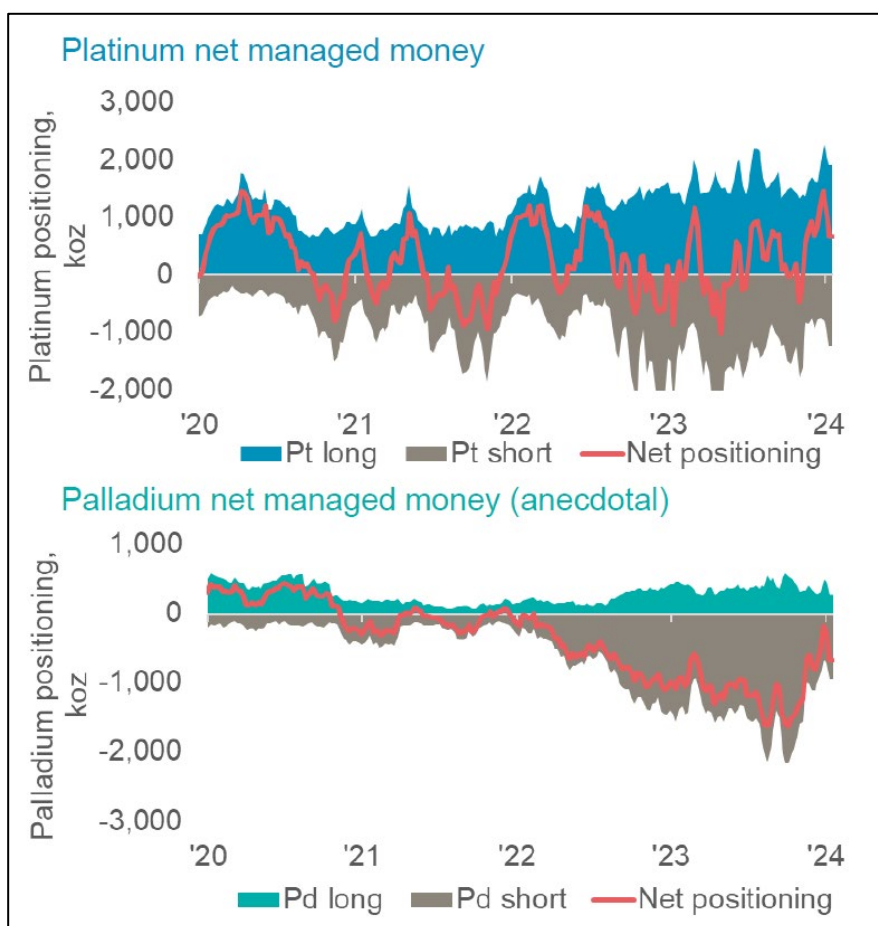 Platinum net managed money
Platinum positioning,
koz
3,000
2,000
1,000
0
-1,000
-2,000
'20 '21 '22 '23 '24
Pt long Pt short Net positioning
Palladium net managed money (anecdotal)
Palladium positioning,
koz
1,000
0
-1,000
-2,000
-3,000
'20 '21 '22 '23 '24
Pd long Pd short Net positioning